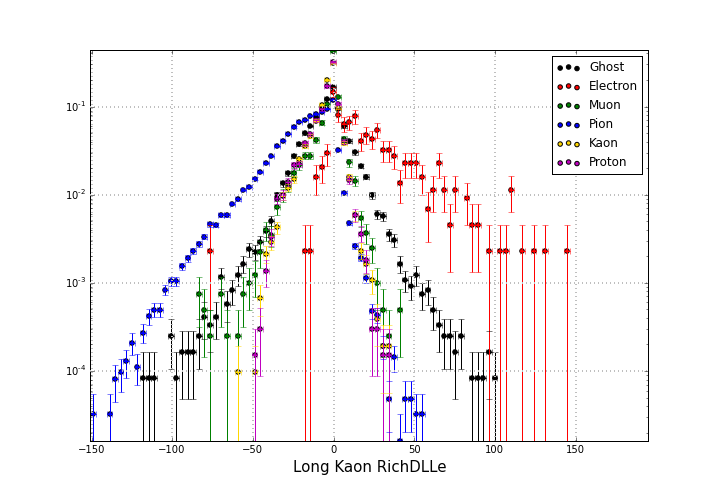 Ghost
Electron
Muon
Pion
Kaon
Proton
10^-1
10^-2
10^-3
10^-4
−150 −100 −50 0 50 100 150
Long Kaon RichDLLe